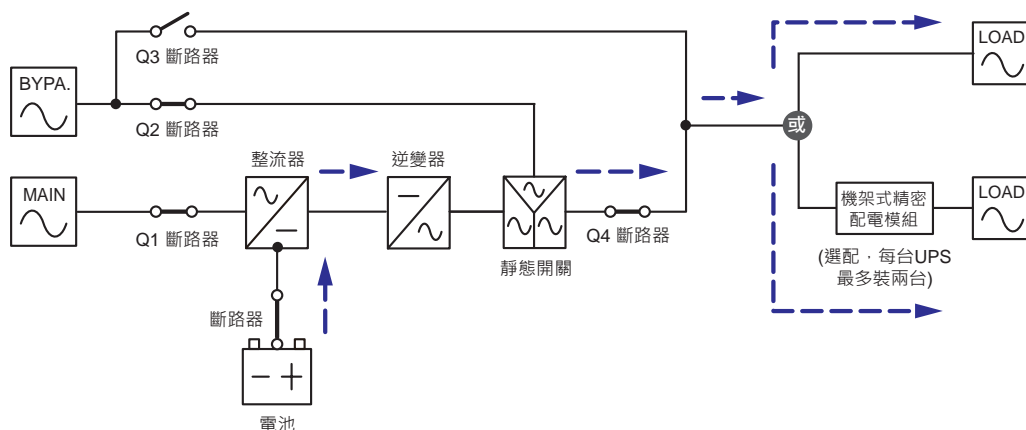 Q3 斷路器
LOAD
BYPA.
Q2 斷路器
或
整流器
逆變器
MAIN
機架式精密
配電模組
LOAD
Q1 斷路器
Q4 斷路器
靜態開關
(選配，每台UPS
最多裝兩台)
斷路器
電池